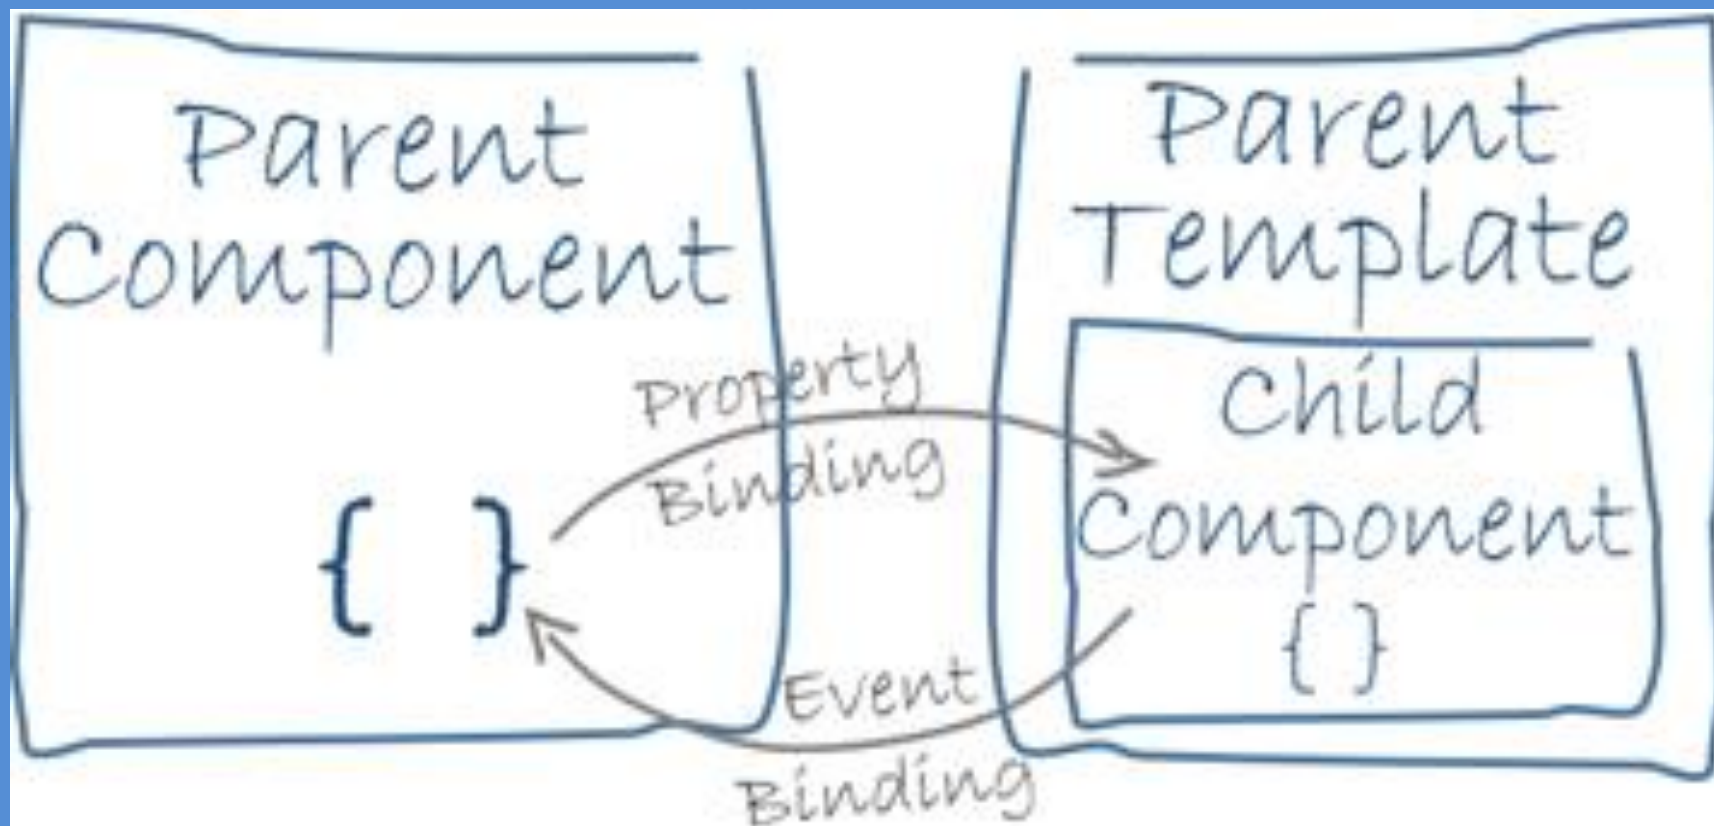 Parent
Component
{ }
Property
Binding
Event
Binding
Parent
Template
Child
Component
{ }